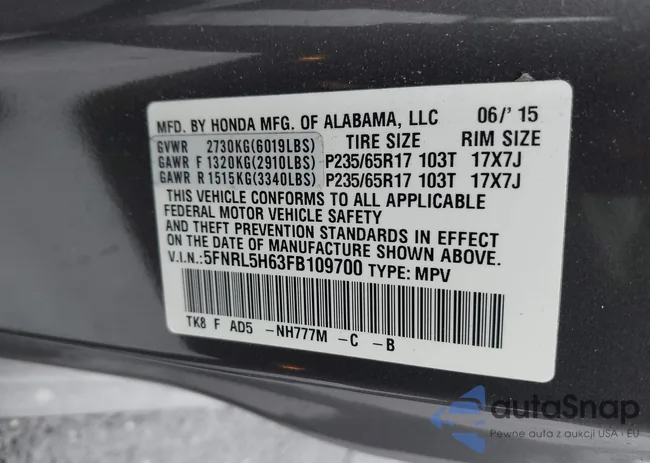 MFD. BY HONDA MFG. OF ALABAMA, LLC 06/' 15
GVWR 2730KG(6019LBS) TIRE SIZE RIM SIZE
GAWR F 1320KG(2910LBS) P235/65R17 103T 17X7J
GAWR R 1515KG(3340LBS) P235/65R17 103T 17X7J
THIS VEHICLE CONFORMS TO ALL APPLICABLE
FEDERAL MOTOR VEHICLE SAFETY
AND THEFT PREVENTION STANDARDS IN EFFECT
ON THE DATE OF MANUFACTURE SHOWN ABOVE.
V.I.N.: 5FNRL5H63FB109700 TYPE: MPV
TK8 F AD5 -NH777M -C -B
autaSnap
Pewne auta z aukcji USA i EU